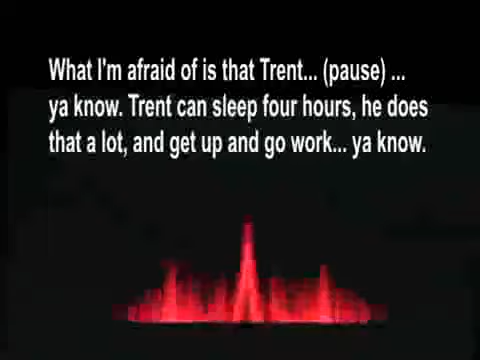 What I'm afraid of is that Trent... (pause) ...
ya know. Trent can sleep four hours, he does
that a lot, and get up and go work... ya know.